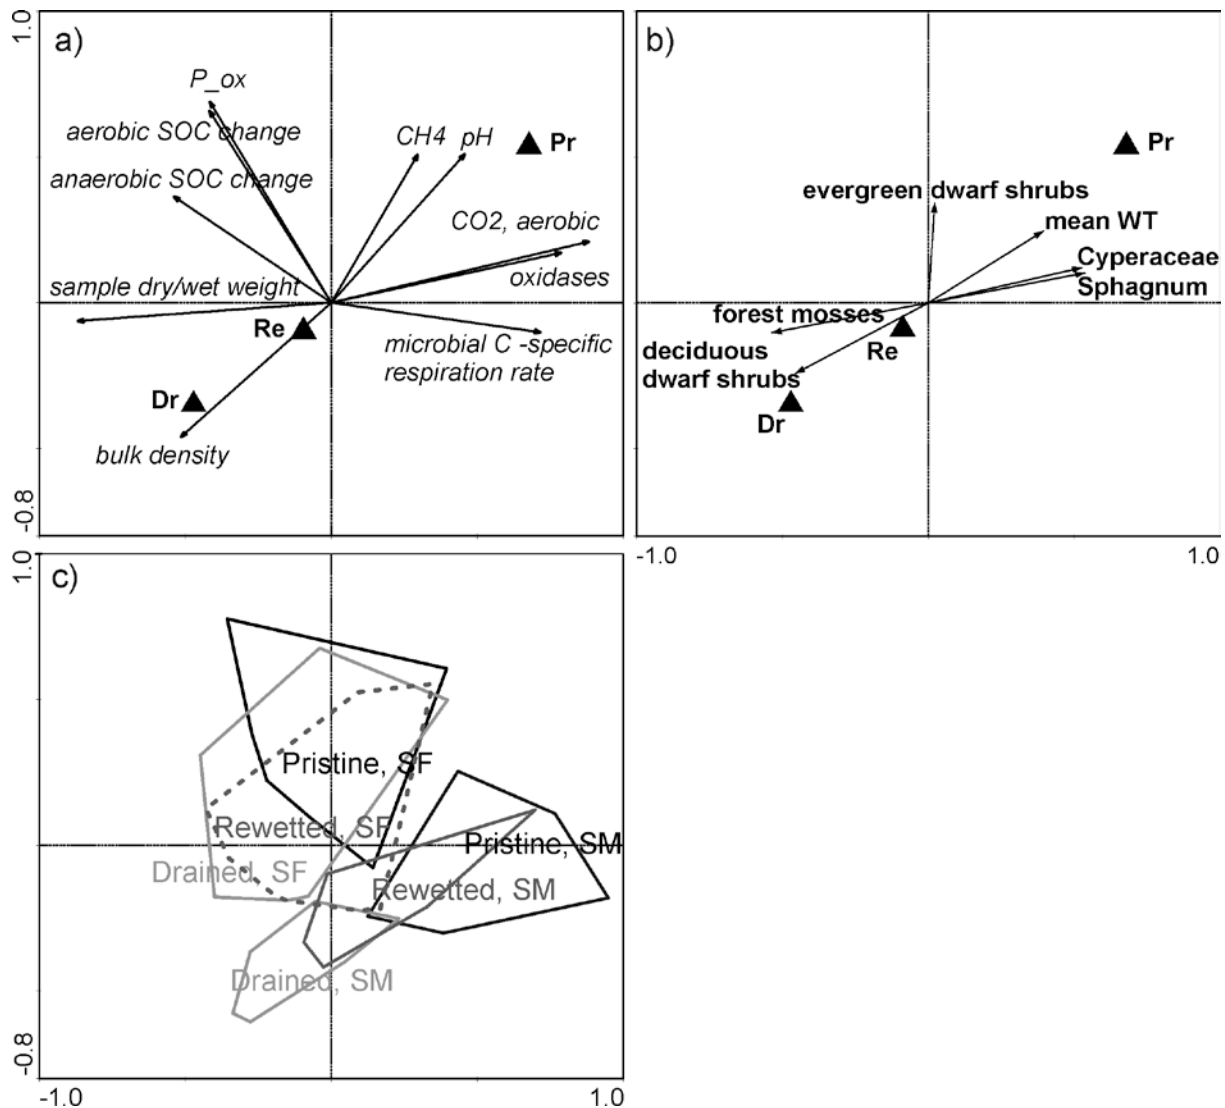 1.0
a)
P_ox
aerobic SOC change
anaerobic SOC change
CH4 pH
Pr
CO2, aerobic
oxidases
sample dry/wet weight
Re
microbial C -specific
respiration rate
Dr
bulk density
-0.8
b)
Pr
evergreen dwarf shrubs
mean WT
Cyperaceae
Sphagnum
forest mosses
Re
deciduous
dwarf shrubs
Dr
-1.0
1.0
1.0
c)
Pristine, SF
Rewetted, SF
Pristine, SM
Drained, SF
Rewetted, SM
Drained, SM
-0.8
-1.0
1.0